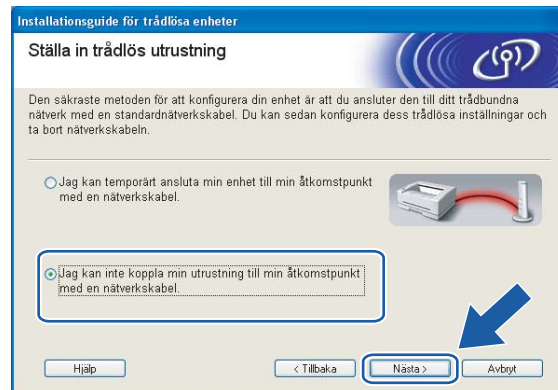 Installationsguide för trådlösa enheter
Ställa in trådlös utrustning
Den säkraste metoden för att konfigurera din enhet är att du ansluter den till ditt trådbundna
nätverk med en standardnätverkskabel. Du kan sedan konfigurera dess trådlösa inställningar och
ta bort nätverkskabeln.
Jag kan temporärt ansluta min enhet till min åtkomstpunkt
med en nätverkskabel.
Jag kan inte koppla min utrustning till min åtkomstpunkt
med en nätverkskabel.
Hjälp
< Tillbaka
Nästa >
Avbryt